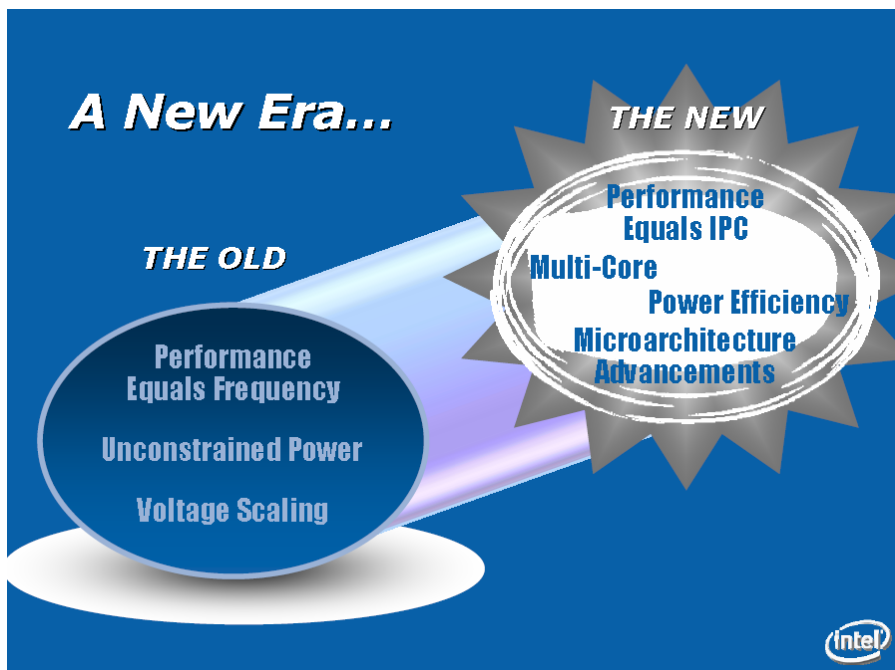 A New Era...
THE OLD
Performance
Equals Frequency
Unconstrained Power
Voltage Scaling
THE NEW
Performance
Equals IPC
Multi-Core
Power Efficiency
Microarchitecture
Advancements
intel